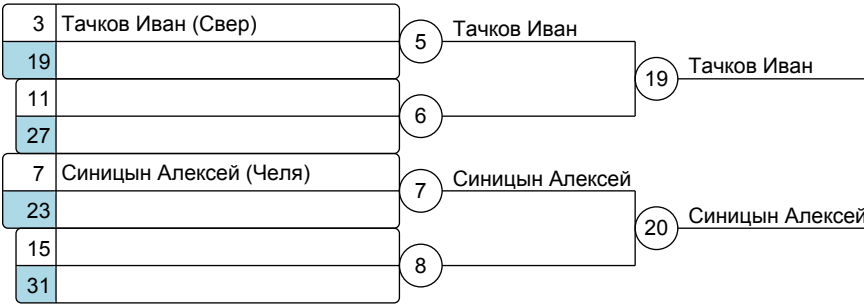 3 Тачков Иван (Свер)
19
5 Тачков Иван
19 Тачков Иван
11
27
6
7 Синицын Алексей (Челя)
23
7 Синицын Алексей
20 Синицын Алексей
15
31
8